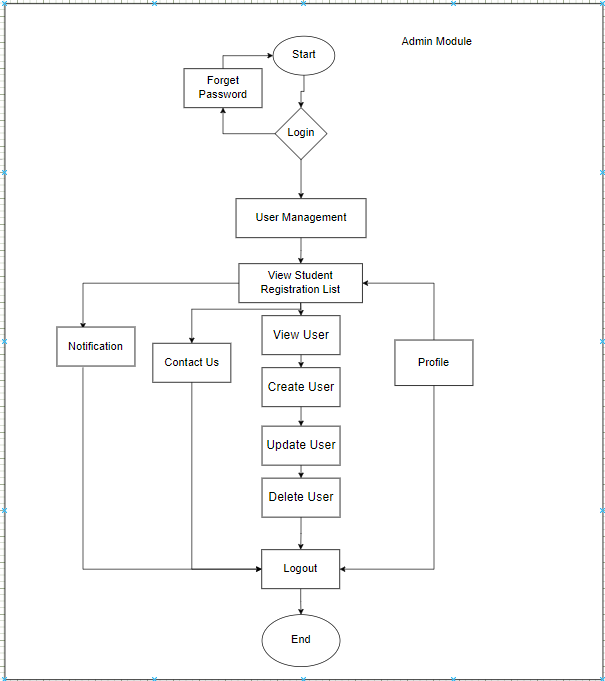 Admin Module
Start
Forget
Password
Login
User Management
View Student
Registration List
View User
Notification
Contact Us
Profile
Create User
Update User
Delete User
Logout
End